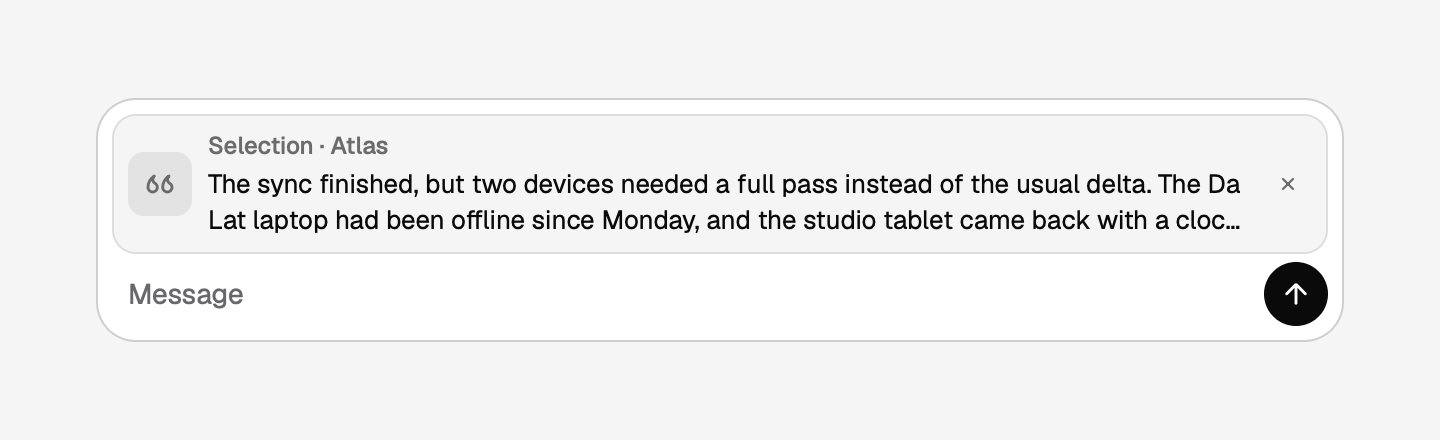 Selection · Atlas
The sync finished, but two devices needed a full pass instead of the usual delta. The Da
Lat laptop had been offline since Monday, and the studio tablet came back with a cloc…
Message